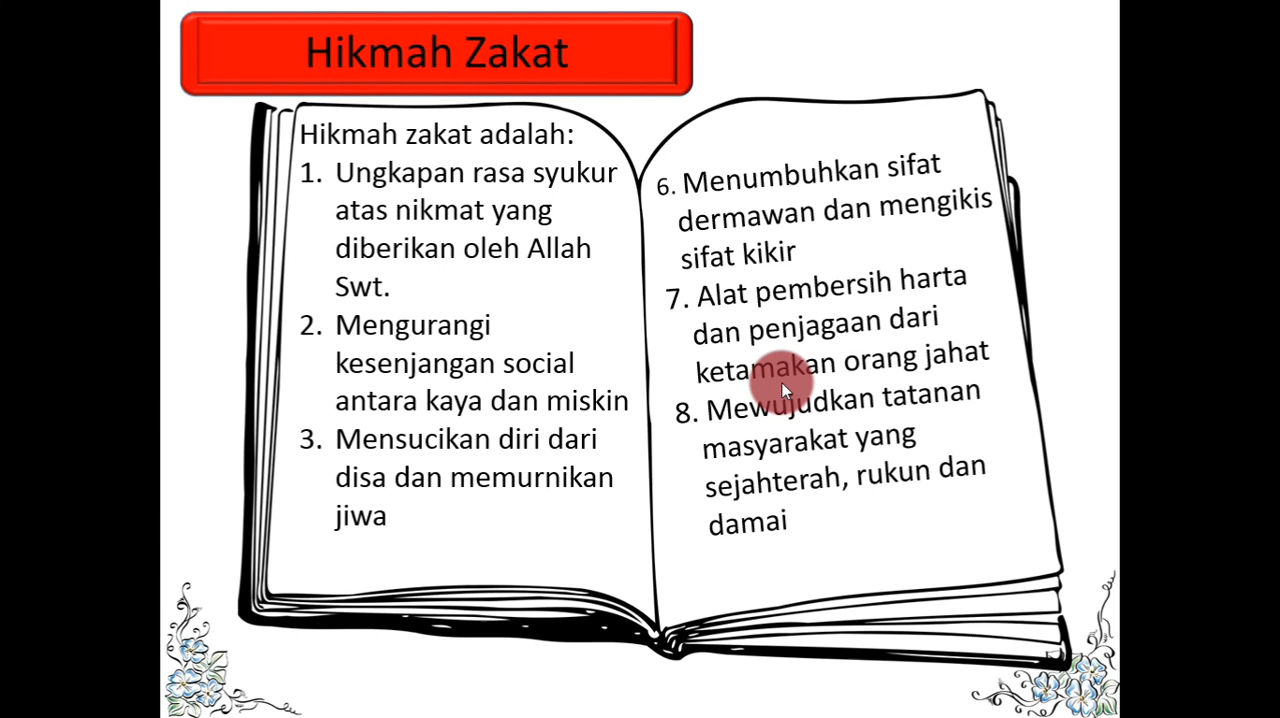 Hikmah Zakat
Hikmah zakat adalah:
1. Ungkapan rasa syukur
atas nikmat yang
diberikan oleh Allah
Swt.
2. Mengurangi
kesenjangan social
antara kaya dan miskin
3. Mensucikan diri dari
disa dan memurnikan
jiwa
6. Menumbuhkan sifat
dermawan dan mengikis
sifat kikir
7. Alat pembersih harta
dan penjagaan dari
ketamakan orang jahat
8. Mewujudkan tatanan
masyarakat yang
sejahterah, rukun dan
damai